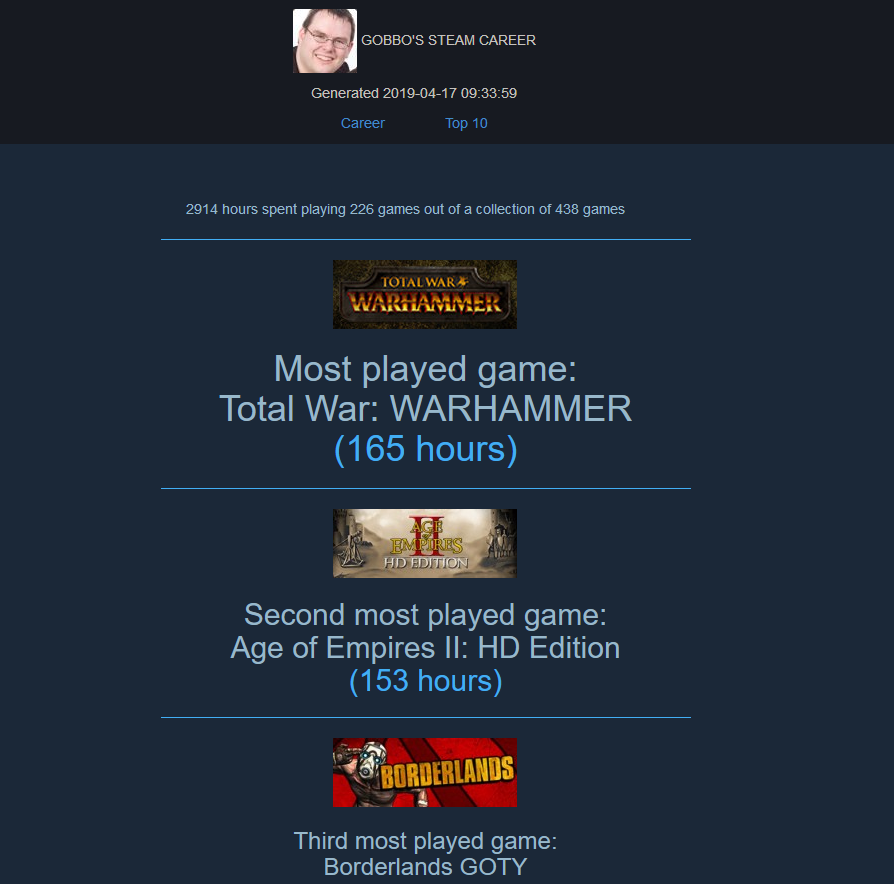 GOBBO'S STEAM CAREER
Generated 2019-04-17 09:33:59
Career Top 10
2914 hours spent playing 226 games out of a collection of 438 games
TOTAL WAR
WARHAMMER
Most played game:
Total War: WARHAMMER
(165 hours)
AGE
of
EMPIRES
II
HD EDITION
Second most played game:
Age of Empires II: HD Edition
(153 hours)
BORDERLANDS
Third most played game:
Borderlands GOTY